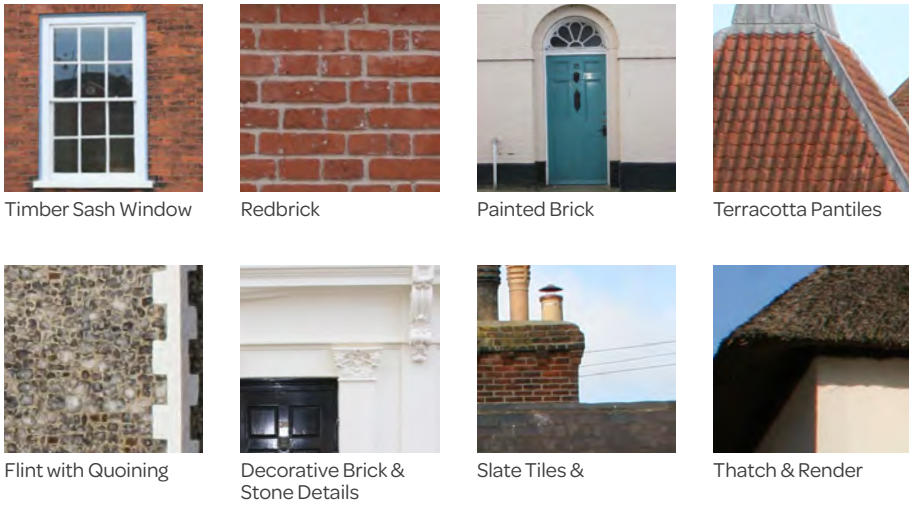 Timber Sash Window
Redbrick
Painted Brick
Terracotta Pantiles
Flint with Quoining
Decorative Brick &
Stone Details
Slate Tiles &
Thatch & Render